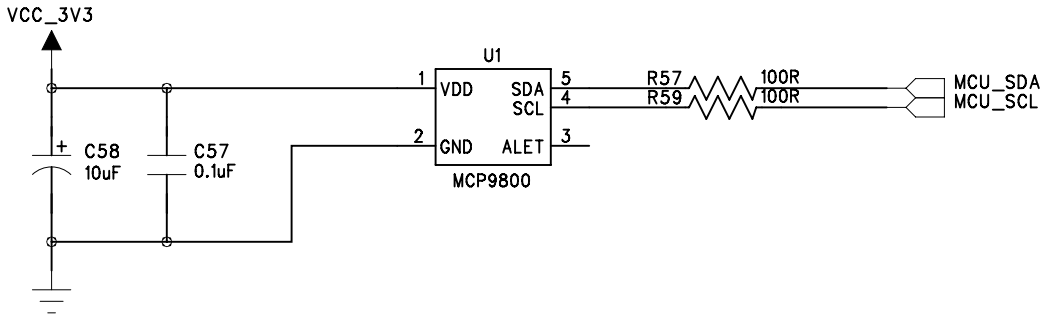 VCC_3V3
U1
1 VDD SDA 5 R57 100R MCU_SDA
SCL 4 R59 100R MCU_SCL
2 GND ALET 3
+ C58 C57
10uF 0.1uF
MCP9800